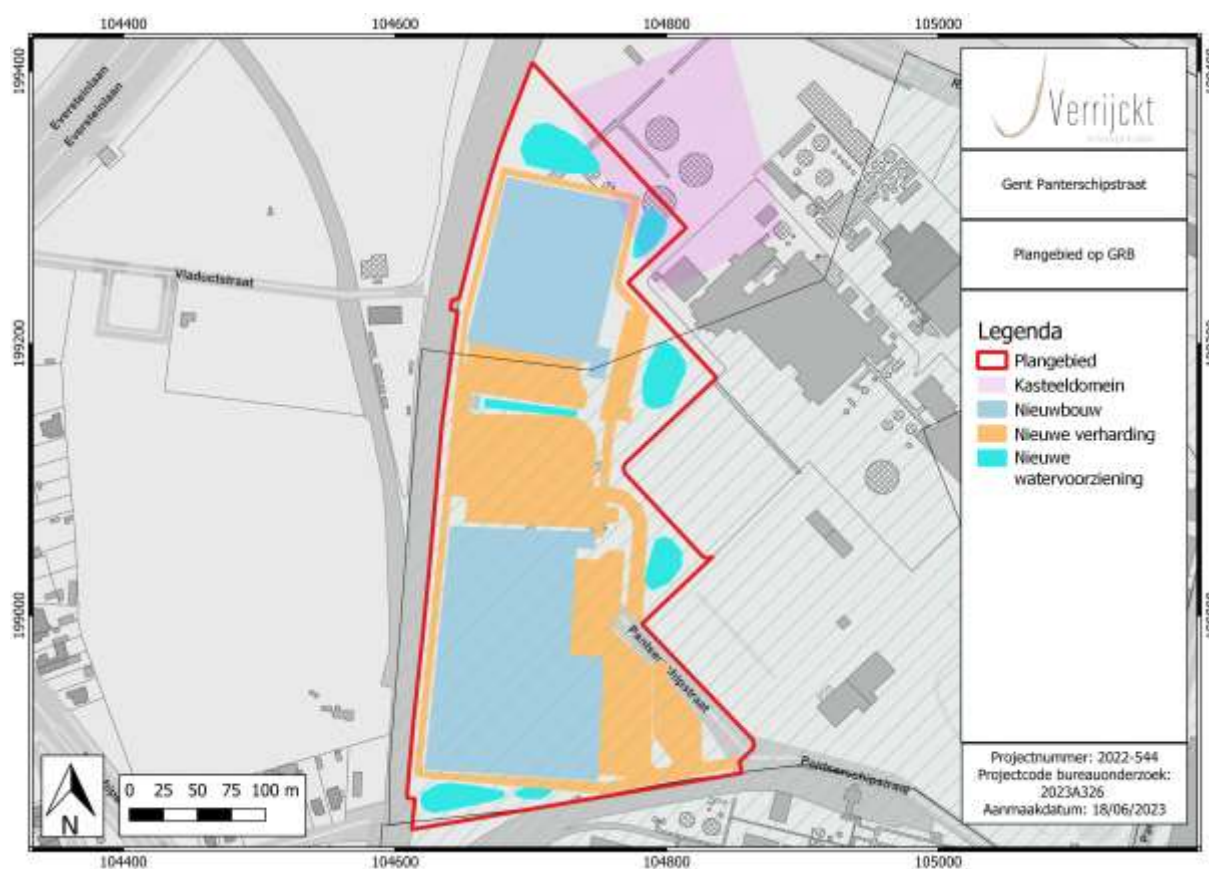 104400
104600
104800
105000
199400
Eversteinlaan
Eversteinlaan
Verrijckt
Gent Panterschipstraat
Plangebied op GRB
Viaductstraat
199200
Legenda
Plangebied
Kasteeldomein
Nieuwbouw
Nieuwe verharding
Nieuwe
watervoorziening
199000
Pantserschipstraat
Pantserschipstraat
Projectnummer: 2022-544
Projectcode bureauonderzoek:
2023A326
Aanmaakdatum: 18/06/2023
N
0 25 50 75 100 m
104400
104600
104800
105000